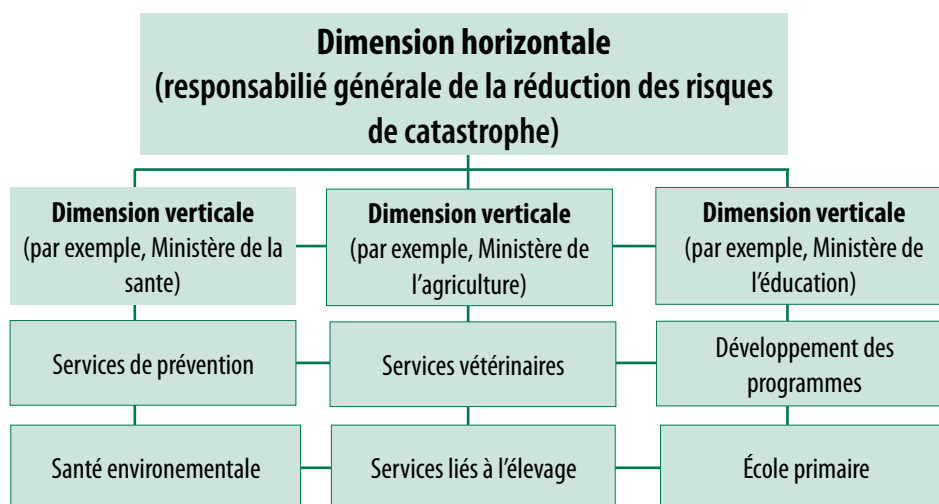 Dimension horizontale
(responsabilié générale de la réduction des risques
de catastrophe)
Dimension verticale
(par exemple, Ministère de la
sante)
Dimension verticale
(par exemple, Ministère de
l’agriculture)
Dimension verticale
(par exemple, Ministère de
l’éducation)
Services de prévention
Services vétérinaires
Développement des
programmes
Santé environementale
Services liés à l’élevage
École primaire